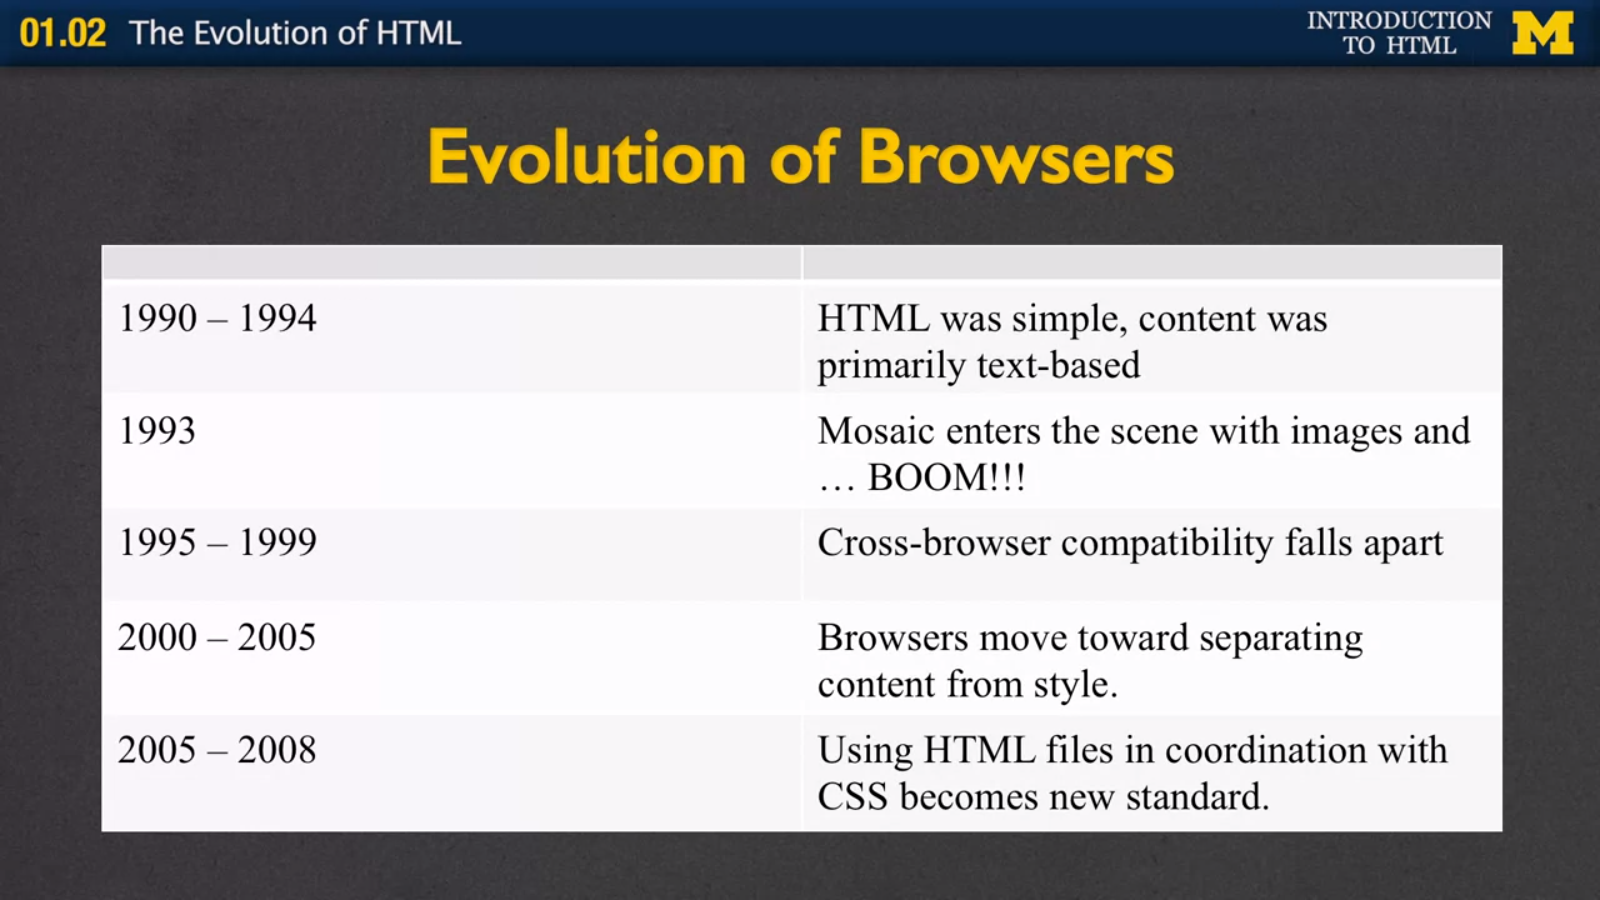 01.02 The Evolution of HTML
INTRODUCTION
TO HTML
M
Evolution of Browsers
1990 – 1994
HTML was simple, content was
primarily text-based
1993
Mosaic enters the scene with images and
… BOOM!!!
1995 – 1999
Cross-browser compatibility falls apart
2000 – 2005
Browsers move toward separating
content from style.
2005 – 2008
Using HTML files in coordination with
CSS becomes new standard.